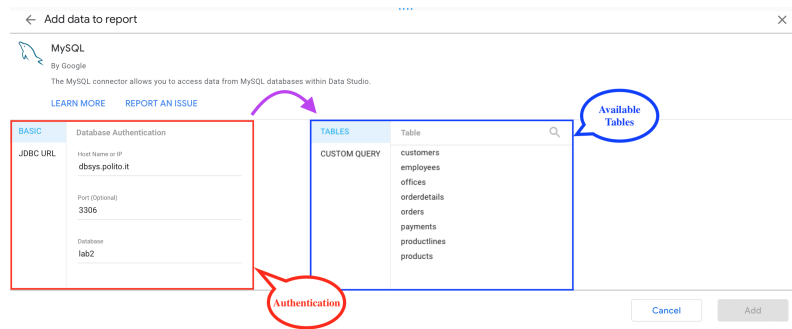 Add data to report
MySQL
By Google
The MySQL connector allows you to access data from MySQL databases within Data Studio.
LEARN MORE REPORT AN ISSUE
BASIC
JDBC URL
Database Authentication
Host Name or IP
dbsys.polito.it
Port (Optional)
3306
Database
lab2
Authentication
TABLES
CUSTOM QUERY
Table
customers
employees
offices
orderdetails
orders
payments
productlines
products
Available
Tables
Cancel Add